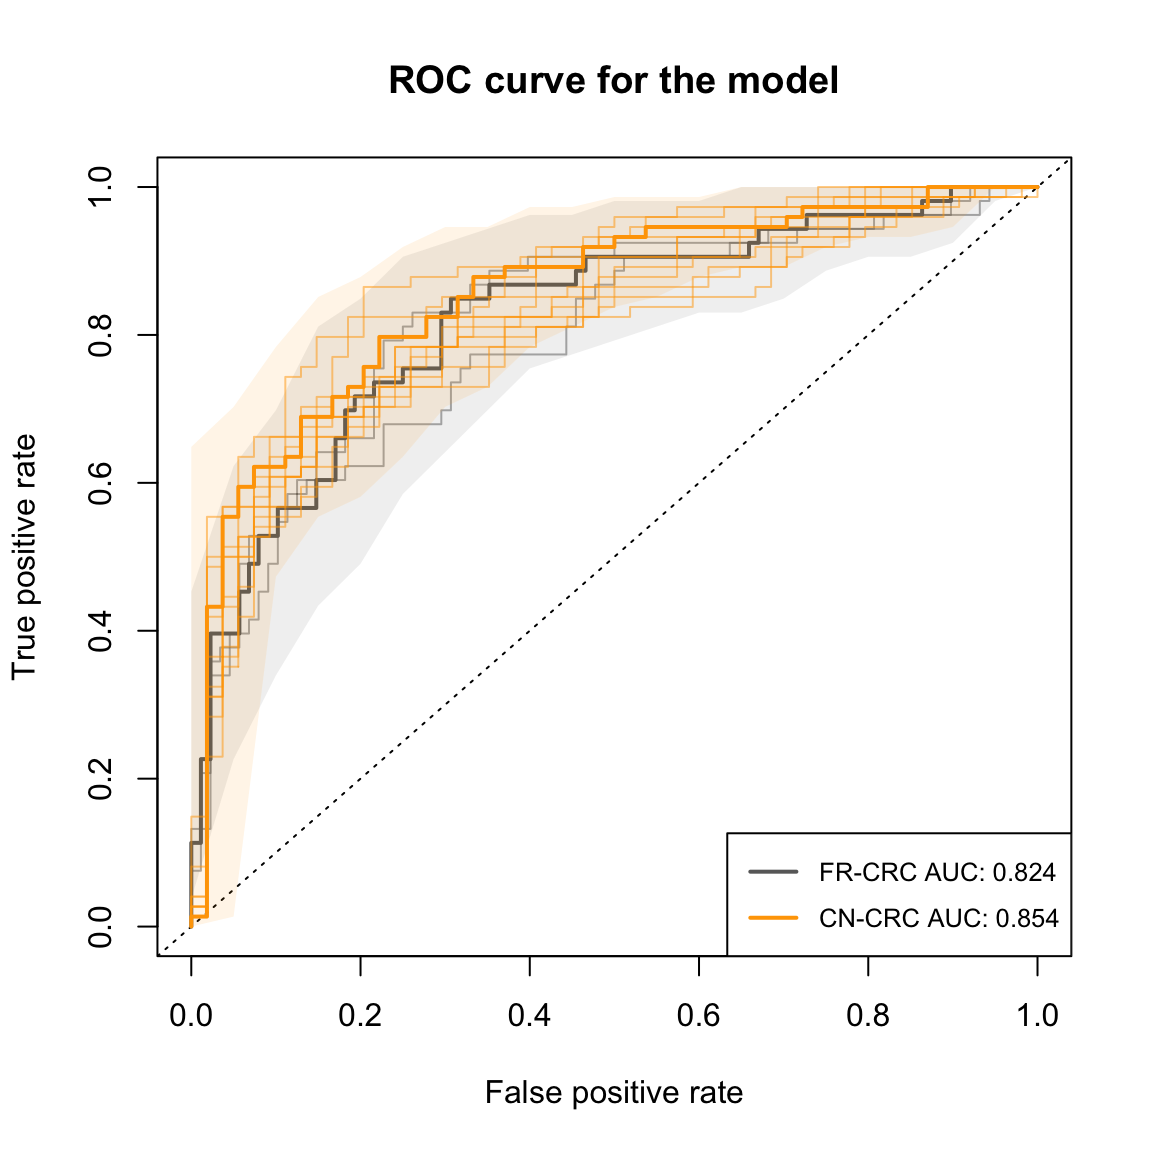 ROC curve for the model
True positive rate
1.0
0.8
0.6
0.4
0.2
0.0
FR-CRC AUC: 0.824
CN-CRC AUC: 0.854
0.0 0.2 0.4 0.6 0.8 1.0
False positive rate